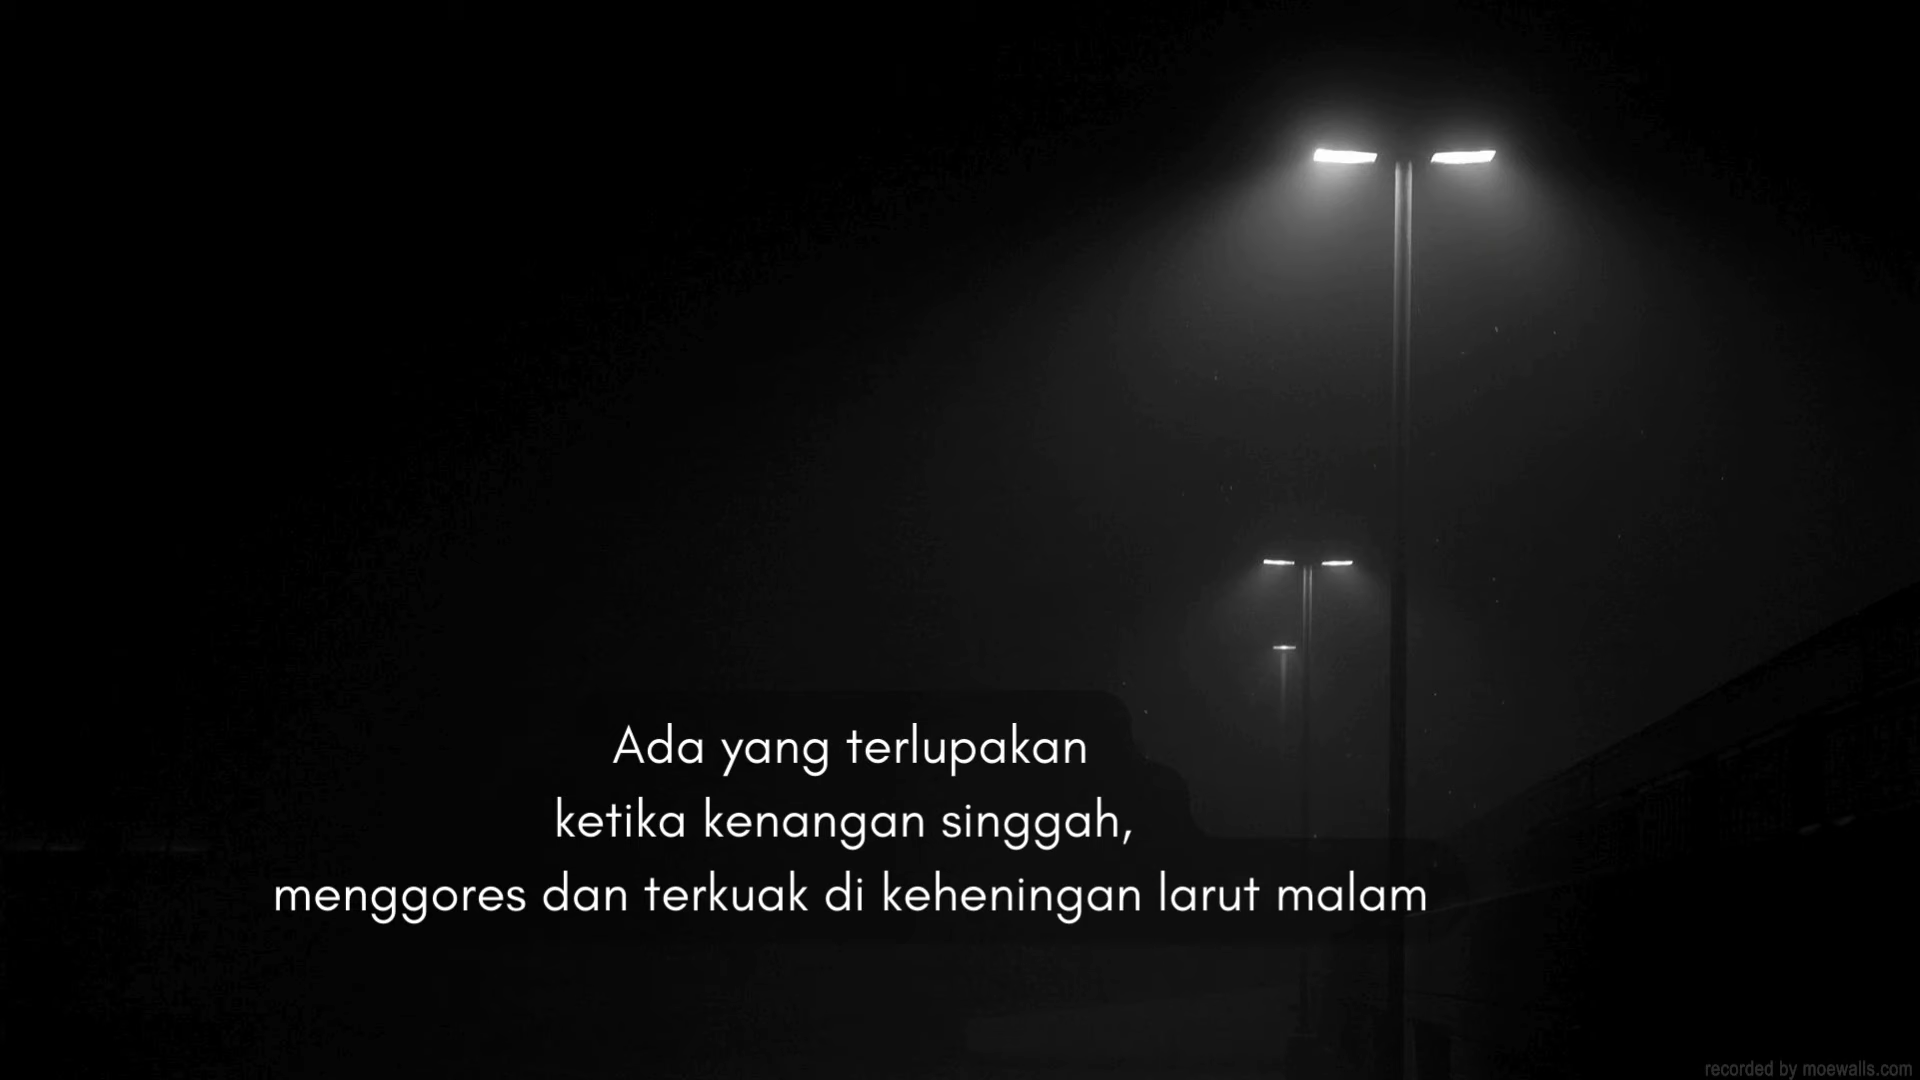 Ada yang terlupakan
ketika kenangan singgah,
menggores dan terkuak di keheningan larut malam
recorded by moewalls.com